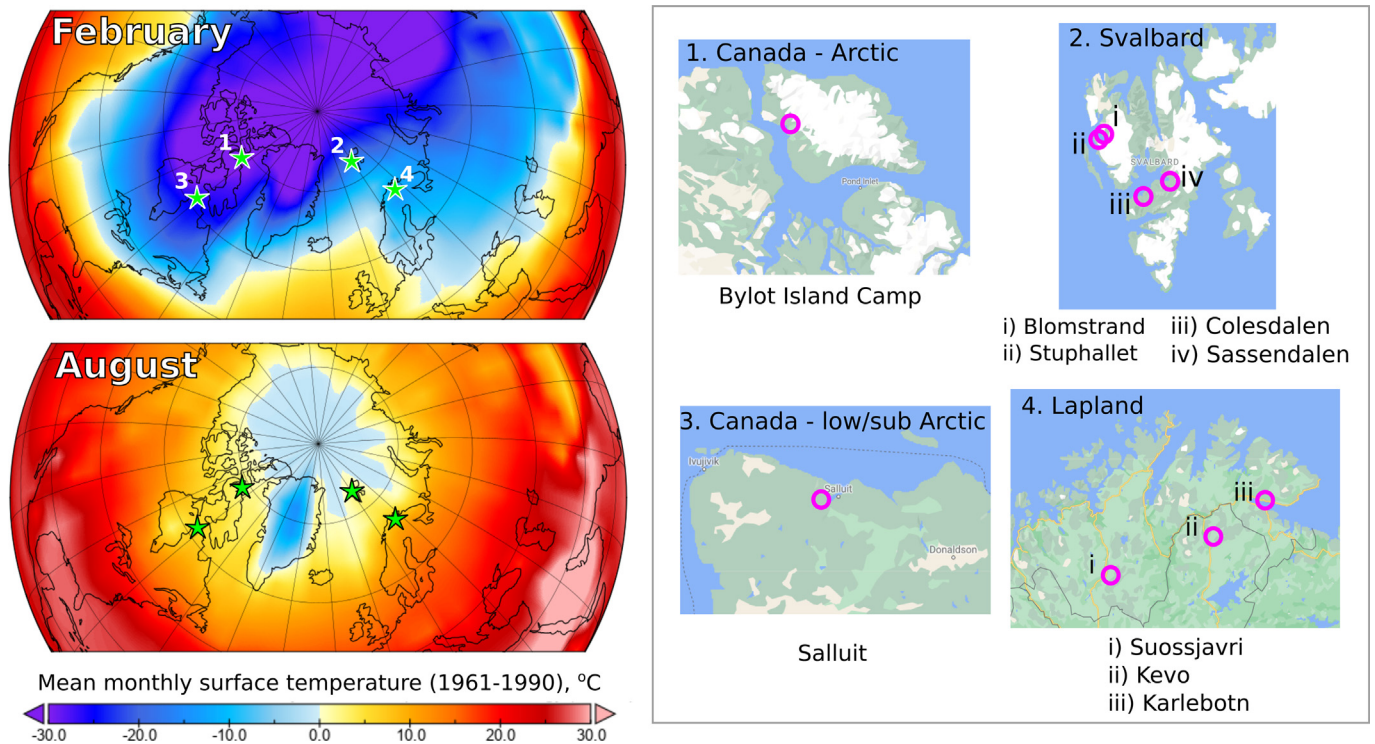 February
1
2
3
4
August
Mean monthly surface temperature (1961-1990), ⁰C
-30.0 -20.0 -10.0 0.0 10.0 20.0 30.0
1. Canada - Arctic
Pond Inlet
Bylot Island Camp
2. Svalbard
i
ii
SVALBARD
iv
iii
i) Blomstrand iii) Colesdalen
ii) Stuphallet iv) Sassendalen
3. Canada - low/sub Arctic
Ivujivik
Salluit
Donaldson
Salluit
4. Lapland
iii
ii
i
i) Suossjavri
ii) Kevo
iii) Karlebotn